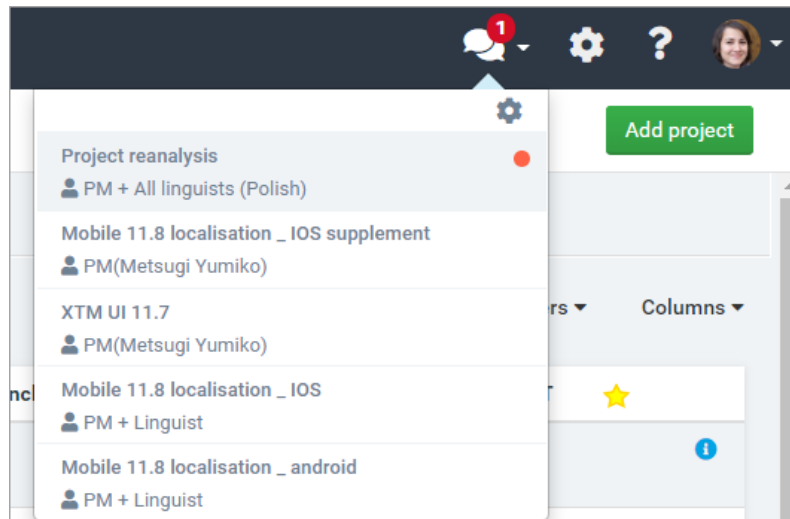 1
?
Add project
Project reanalysis
PM + All linguists (Polish)
Mobile 11.8 localisation _ IOS supplement
PM(Metsugi Yumiko)
XTM UI 11.7
PM(Metsugi Yumiko)
Columns
Mobile 11.8 localisation _ IOS
PM + Linguist
Mobile 11.8 localisation _ android
PM + Linguist